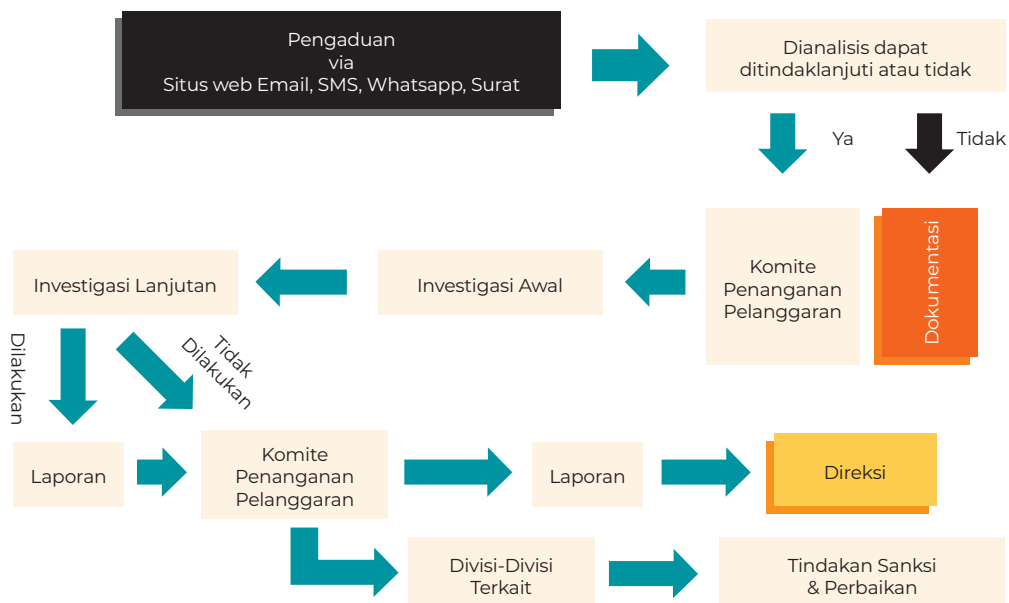 Pengaduan
via
Situs web Email, SMS, Whatsapp, Surat
Dianalisis dapat
ditindaklanjuti atau tidak
Ya
Tidak
Komite
Penanganan
Pelanggaran
Dokumentasi
Investigasi Awal
Investigasi Lanjutan
Dilakukan
Tidak
Dilakukan
Laporan
Komite
Penanganan
Pelanggaran
Laporan
Direksi
Divisi-Divisi
Terkait
Tindakan Sanksi
& Perbaikan